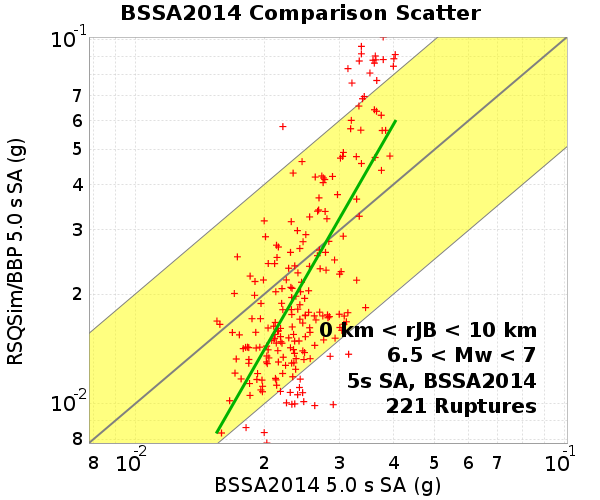 BSSA2014 Comparison Scatter
RSQSim/BBP 5.0 s SA (g)
10-1
7
6
5
4
3
2
10-2
8
0 km < rJB < 10 km
6.5 < Mw < 7
5s SA, BSSA2014
221 Ruptures
8 10-2 2 3 4 5 6 7 10-1
BSSA2014 5.0 s SA (g)